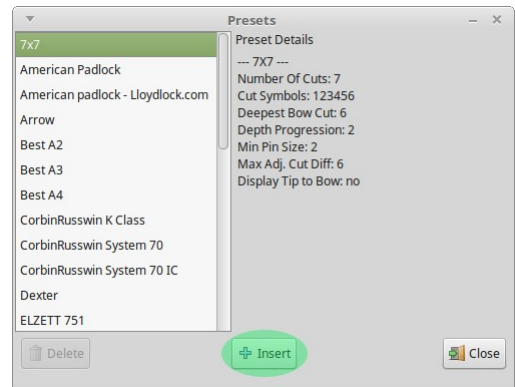 Presets
7x7
American Padlock
American padlock - Lloydlock.com
Arrow
Best A2
Best A3
Best A4
CorbinRusswin K Class
CorbinRusswin System 70
CorbinRusswin System 70 IC
Dexter
ELZETT 751
Preset Details
--- 7X7 ---
Number Of Cuts: 7
Cut Symbols: 123456
Deepest Bow Cut: 6
Depth Progression: 2
Min Pin Size: 2
Max Adj. Cut Diff: 6
Display Tip to Bow: no
Delete
Insert
Close